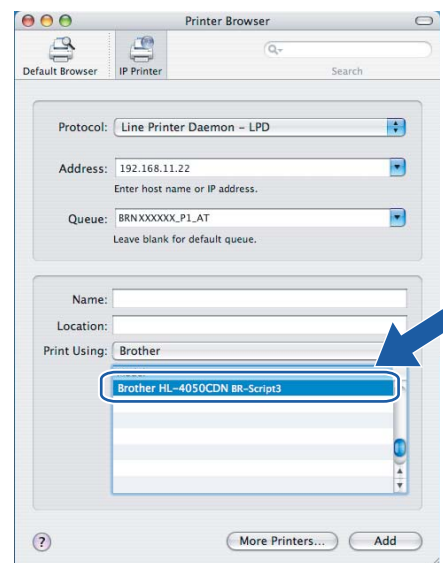 Printer Browser
Default Browser
IP Printer
Search
Protocol: Line Printer Daemon – LPD
Address: 192.168.11.22
Enter host name or IP address.
Queue: BRNXXXXXX_P1_AT
Leave blank for default queue.
Name:
Location:
Print Using: Brother
Brother HL-4050CDN BR-Script3
? More Printers... Add